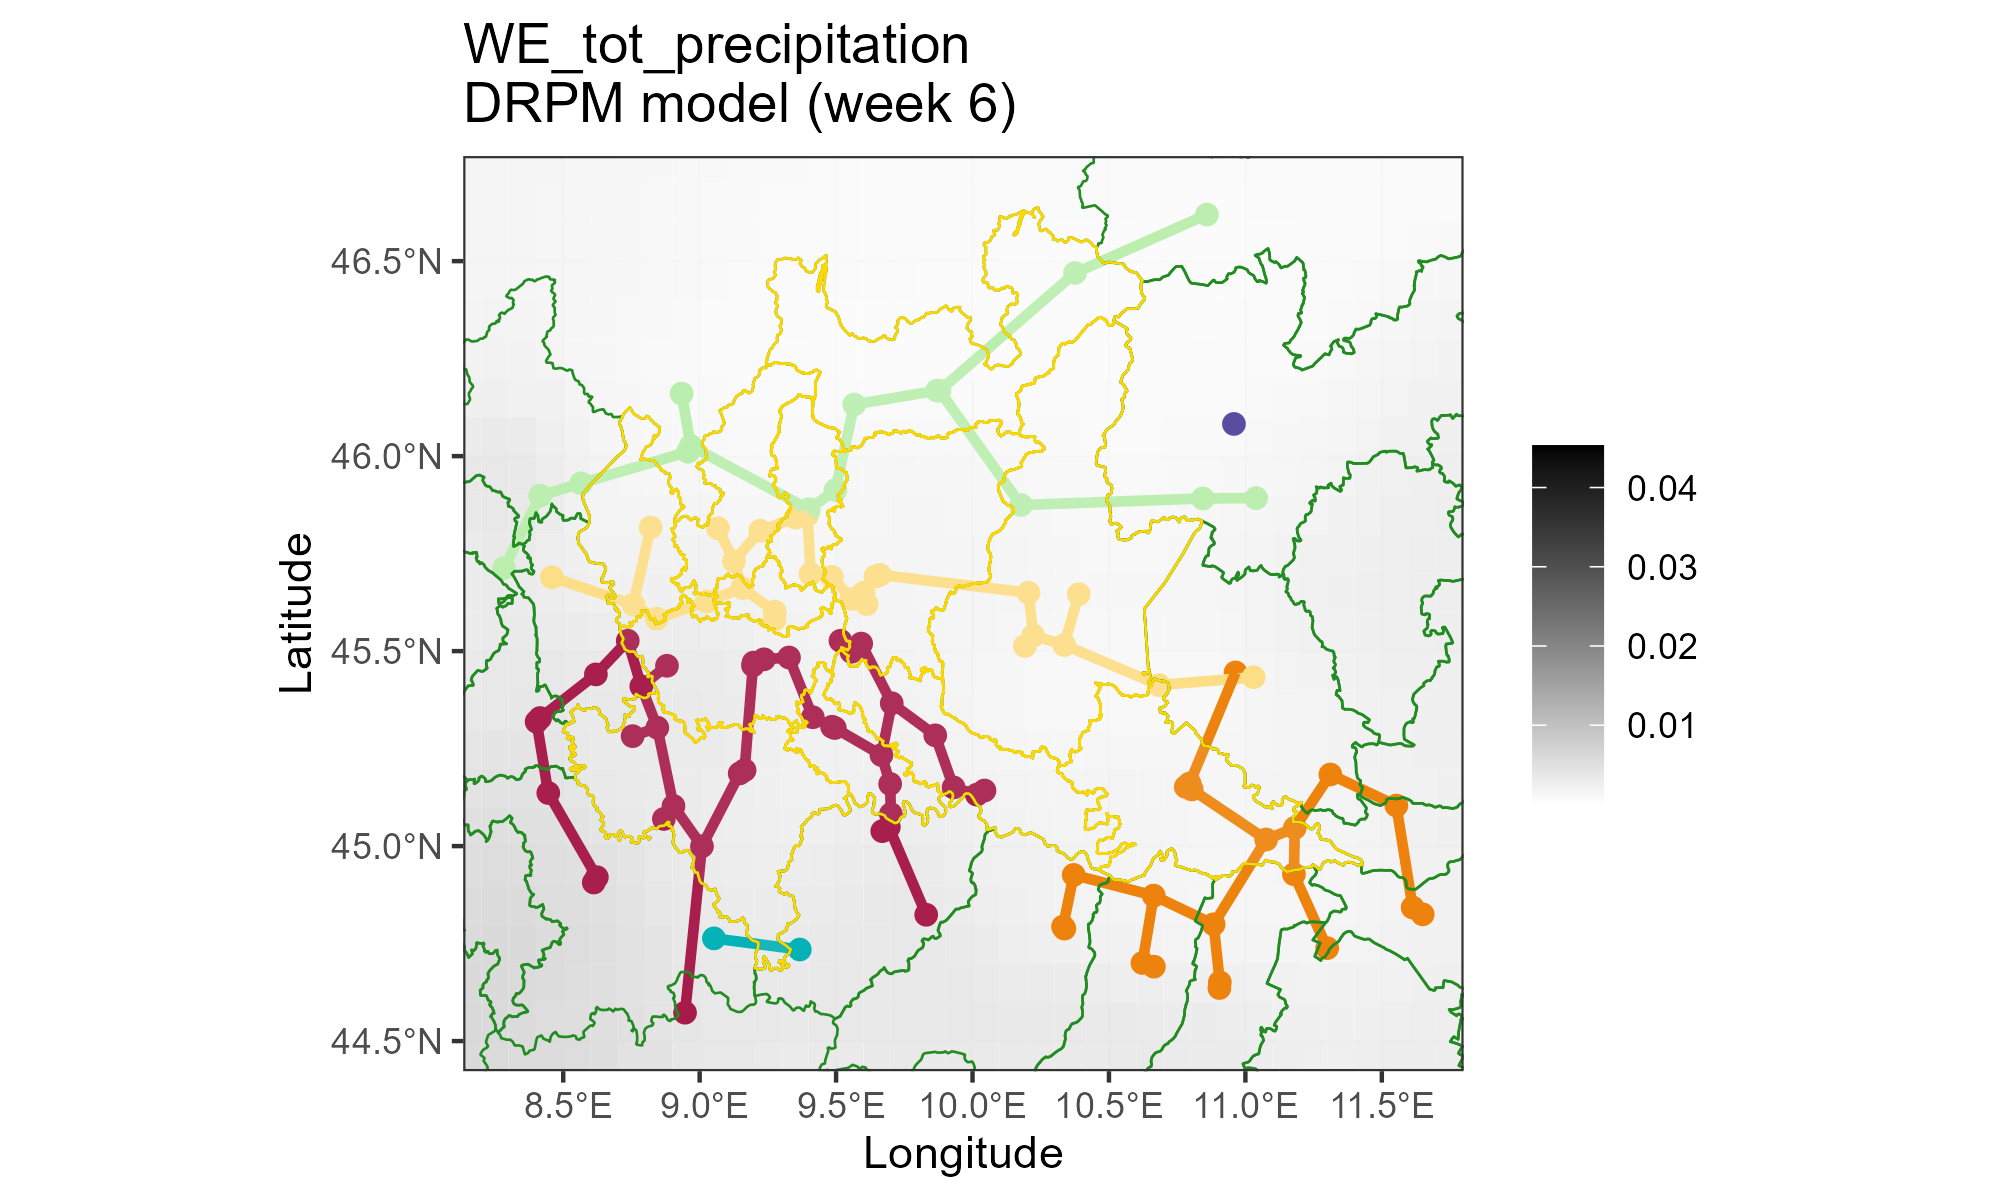 WE_tot_precipitation
DRPM model (week 6)
46.5°N
46.0°N
45.5°N
45.0°N
44.5°N
Latitude
8.5°E 9.0°E 9.5°E 10.0°E 10.5°E 11.0°E 11.5°E
Longitude
0.04
0.03
0.02
0.01